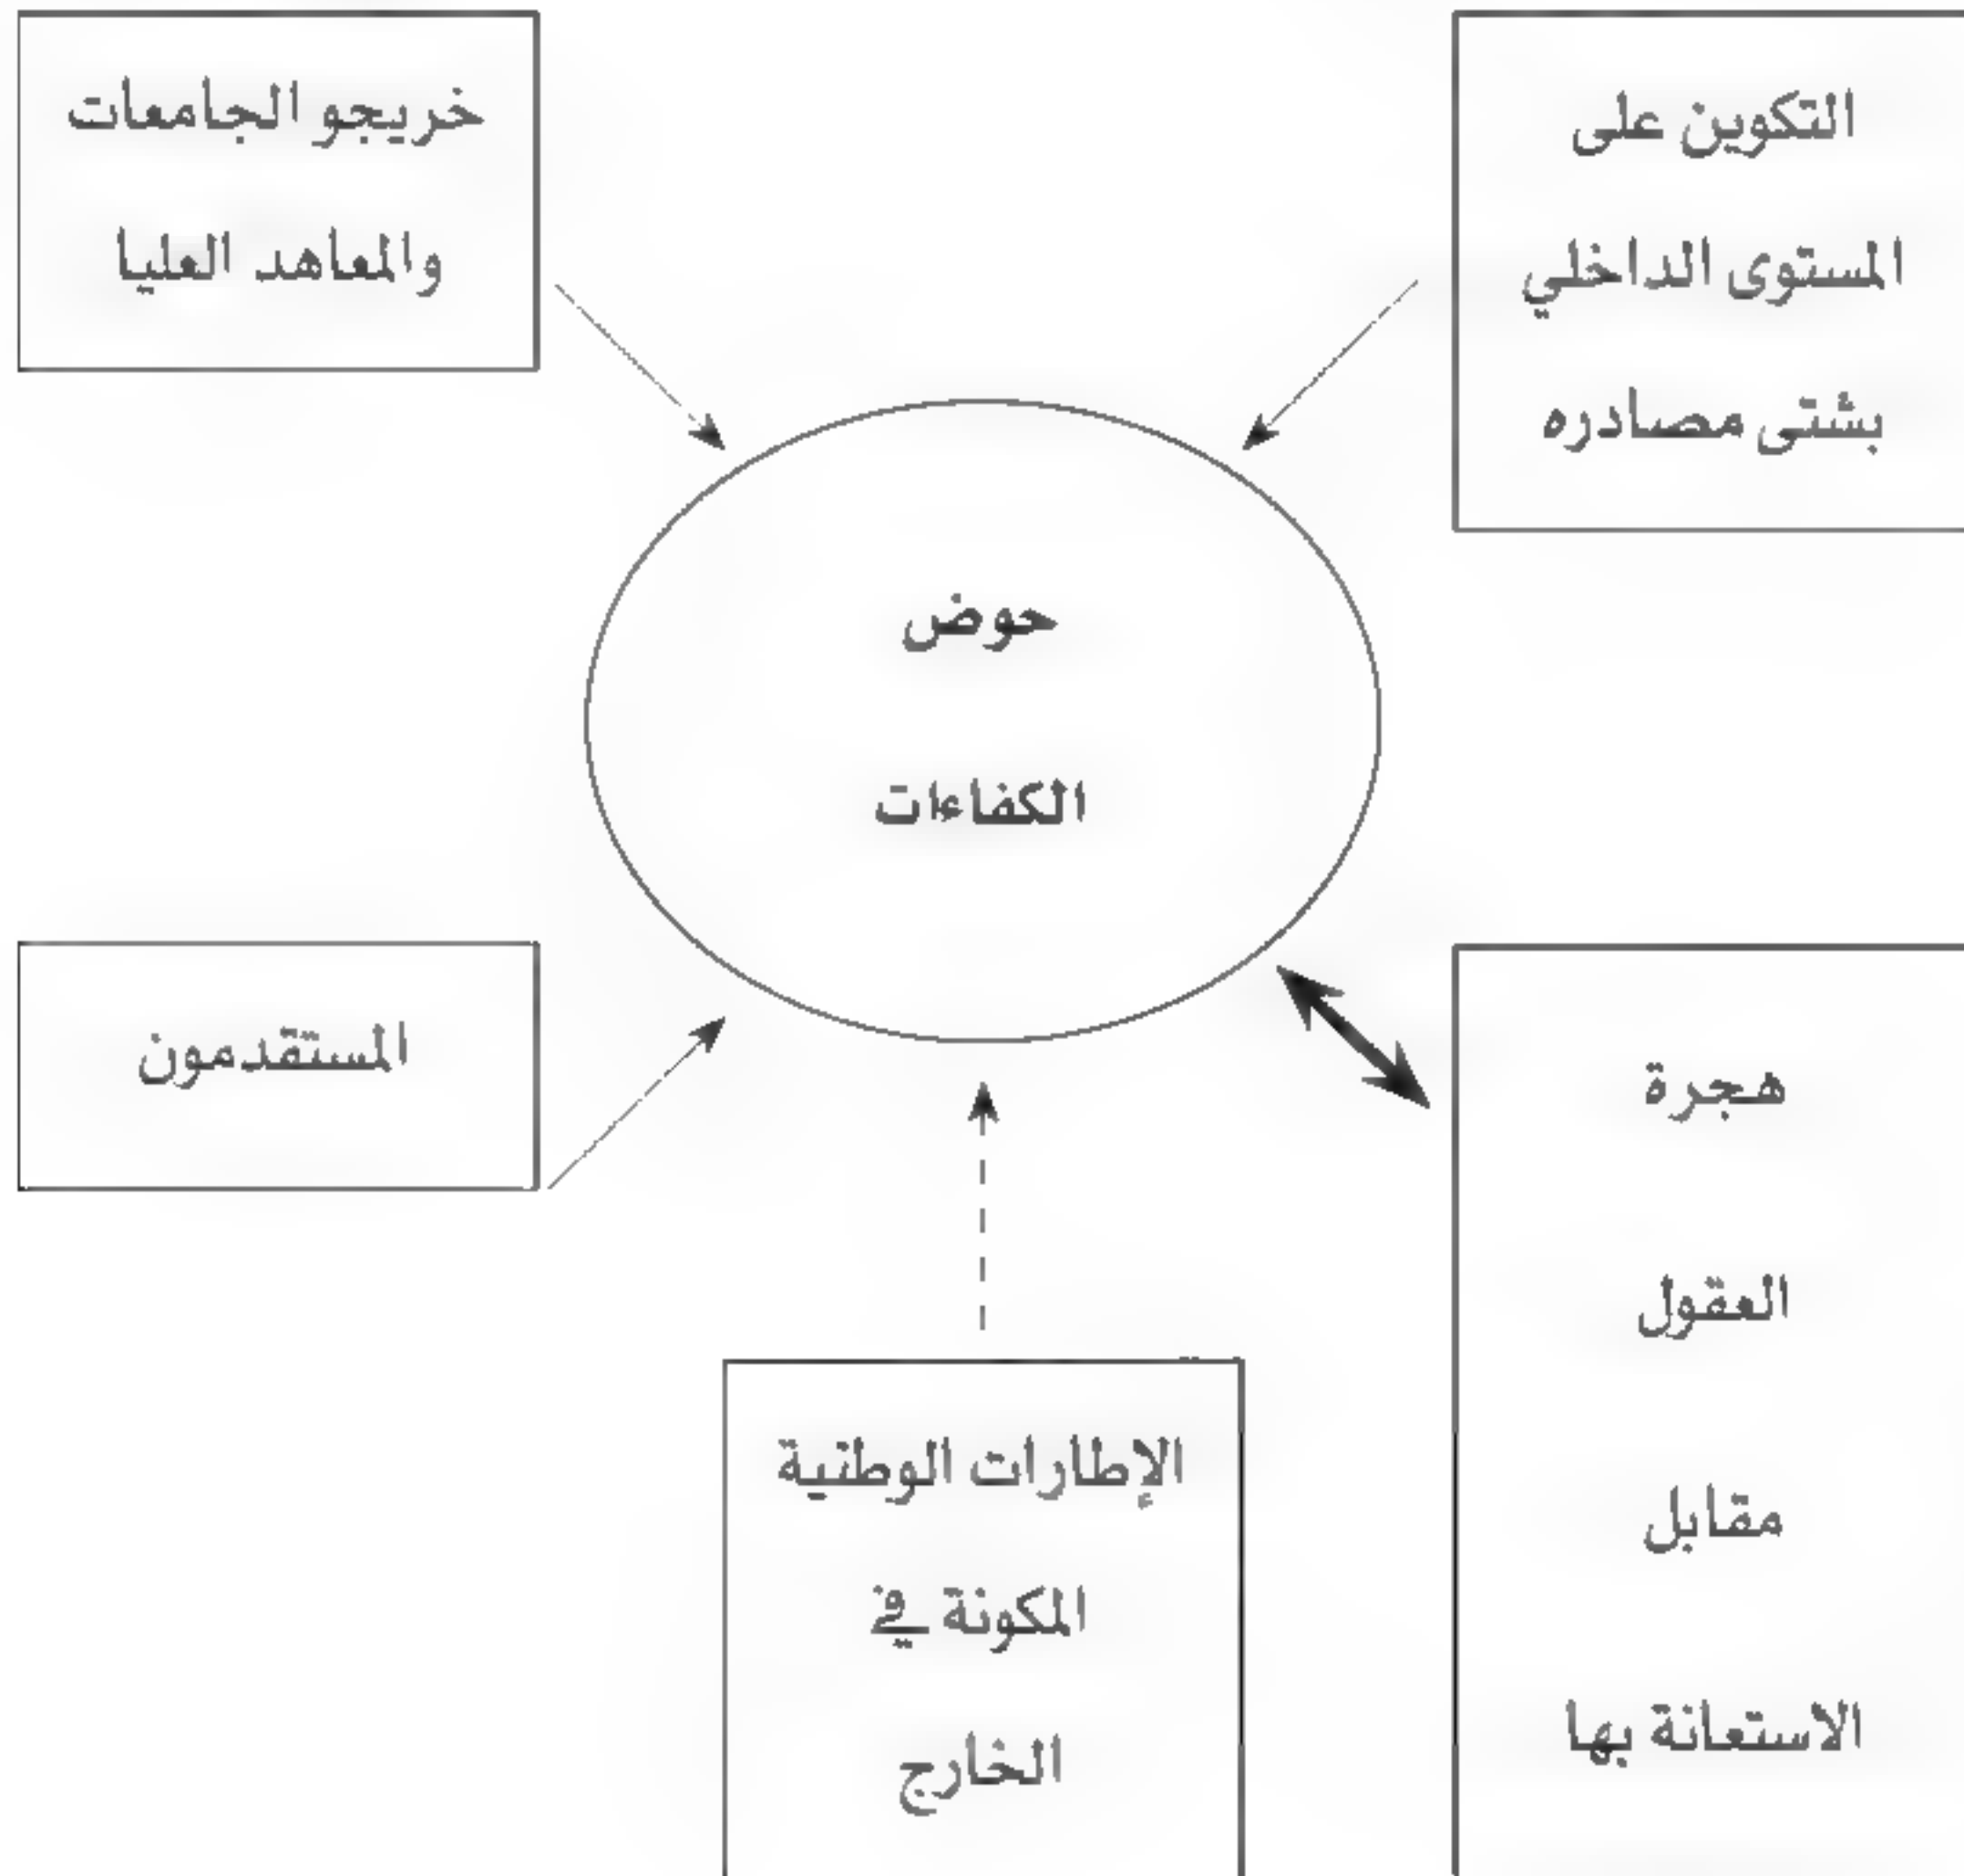 التكوين على
المستوى الداخلي
بشتى مصادره
خريجو الجامعات
والمعاهد العليا
حوض
الكفاءات
هجرة
العقول
مقابل
الاستعانة بها
المستقدمون
الإطارات الوطنية
المكونة في
الخارج